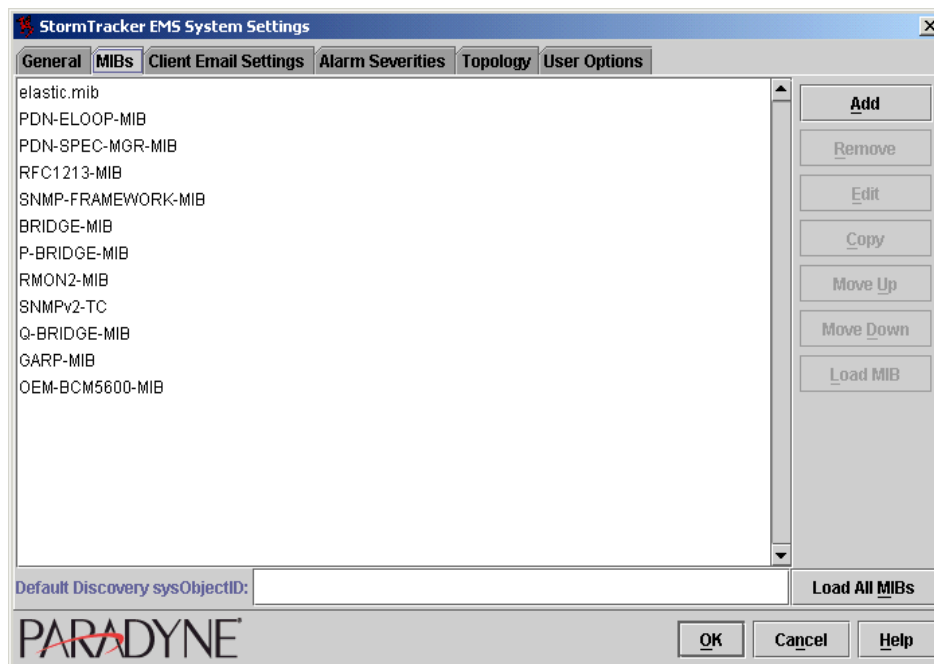 StormTracker EMS System Settings
General MIBs Client Email Settings Alarm Severities Topology User Options
elastic.mib
PDN-ELOOP-MIB
PDN-SPEC-MGR-MIB
RFC1213-MIB
SNMP-FRAMEWORK-MIB
BRIDGE-MIB
P-BRIDGE-MIB
RMON2-MIB
SNMPv2-TC
Q-BRIDGE-MIB
GARP-MIB
OEM-BCM5600-MIB
Add
Remove
Edit
Copy
Move Up
Move Down
Load MIB
Default Discovery sysObjectID:
Load All MIBs
PARADYNE
OK Cancel Help